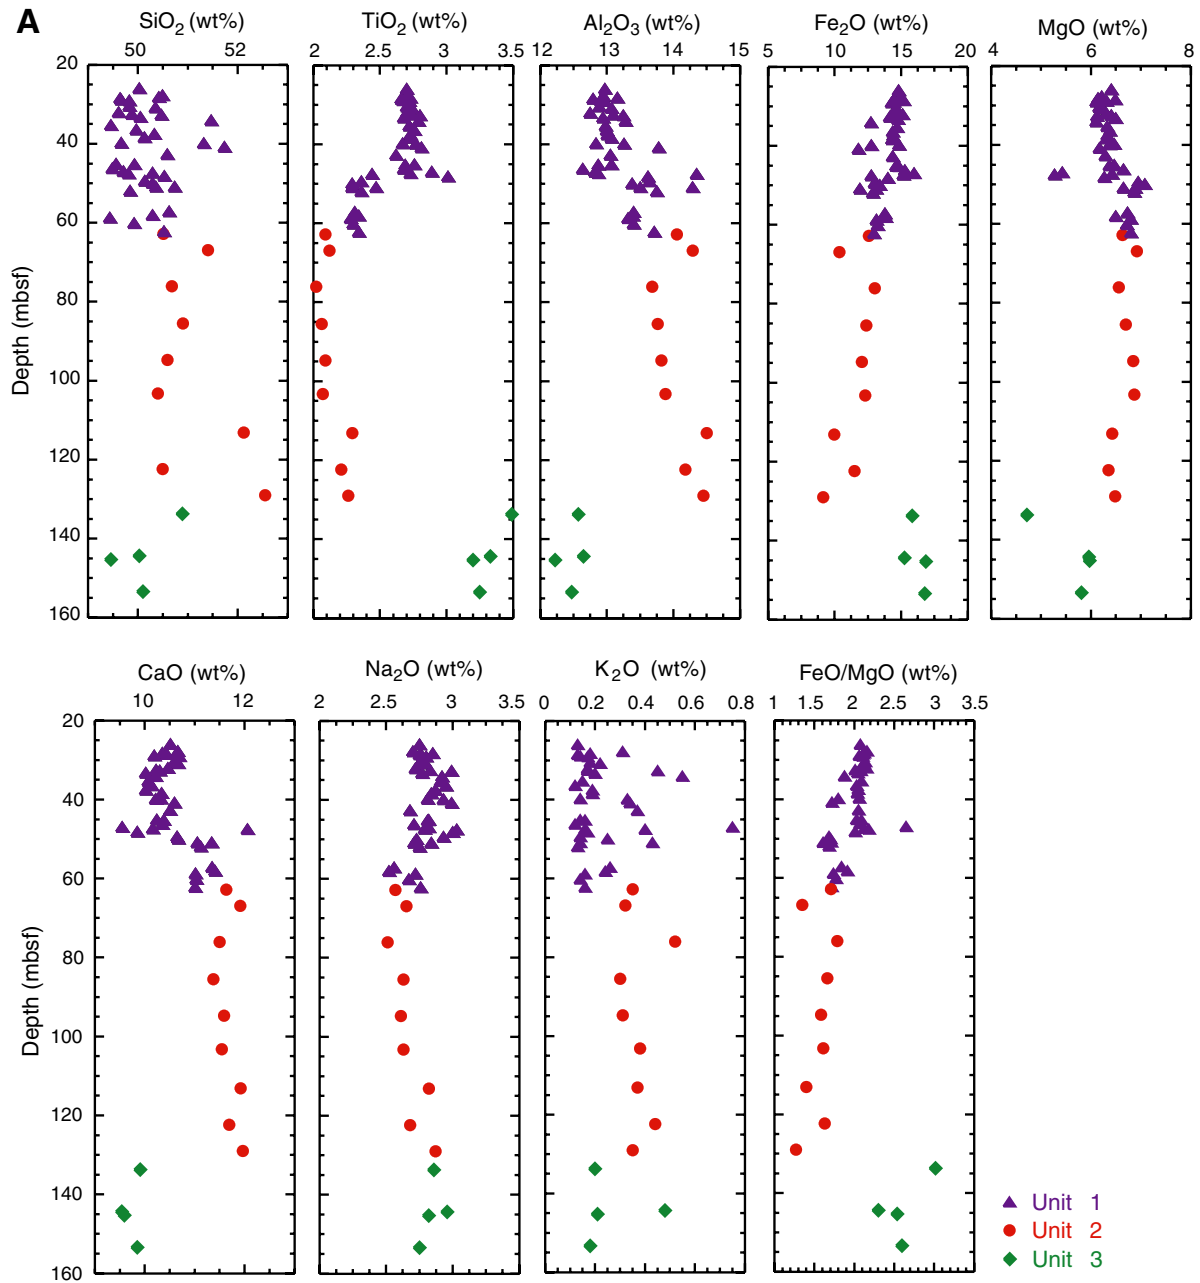 A
SiO2 (wt%) TiO2 (wt%) Al2O3 (wt%) Fe2O (wt%) MgO (wt%)
50 52 2 2.5 3 3.5 12 13 14 15 5 10 15 20 4 6 8
20
40
60
80
100
120
140
160
Depth (mbsf)
CaO (wt%) Na2O (wt%) K2O (wt%) FeO/MgO (wt%)
10 12 2 2.5 3 3.5 0 0.2 0.4 0.6 0.8 1 1.5 2 2.5 3 3.5
20
40
60
80
100
120
140
160
Depth (mbsf)
Unit 1
Unit 2
Unit 3